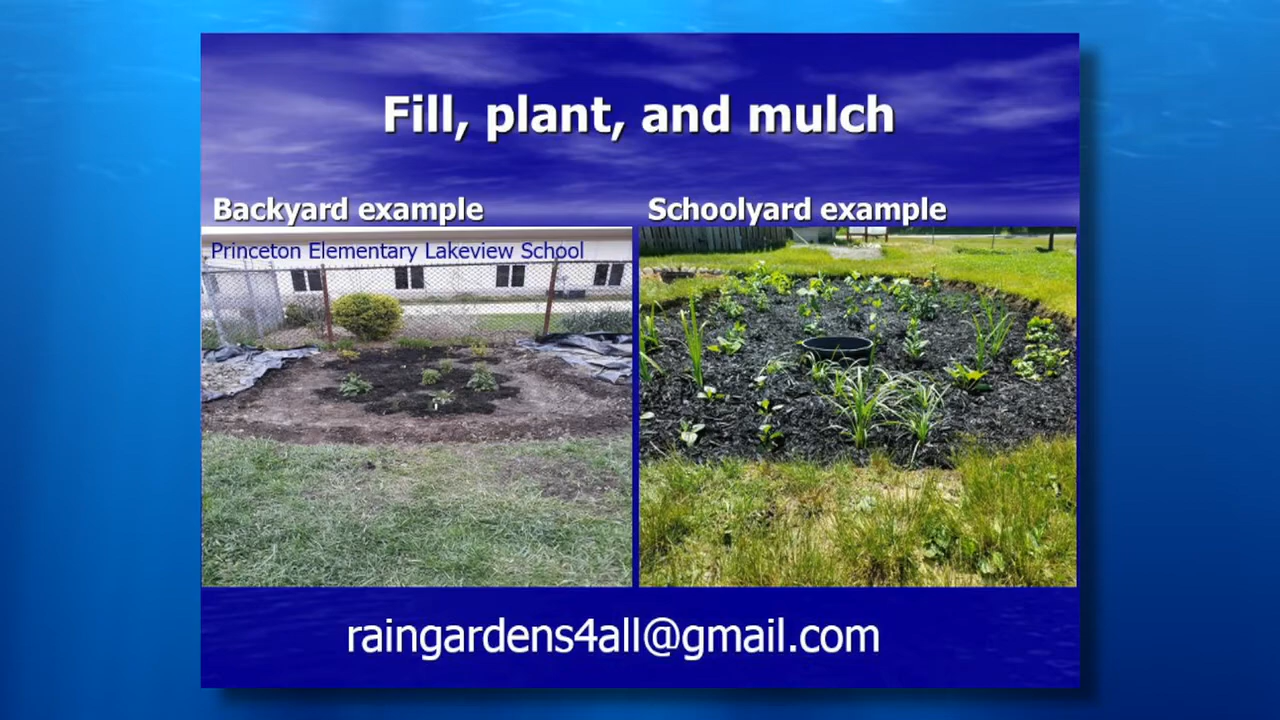 Fill, plant, and mulch
Backyard example
Schoolyard example
Princeton Elementary Lakeview School
raingardens4all@gmail.com